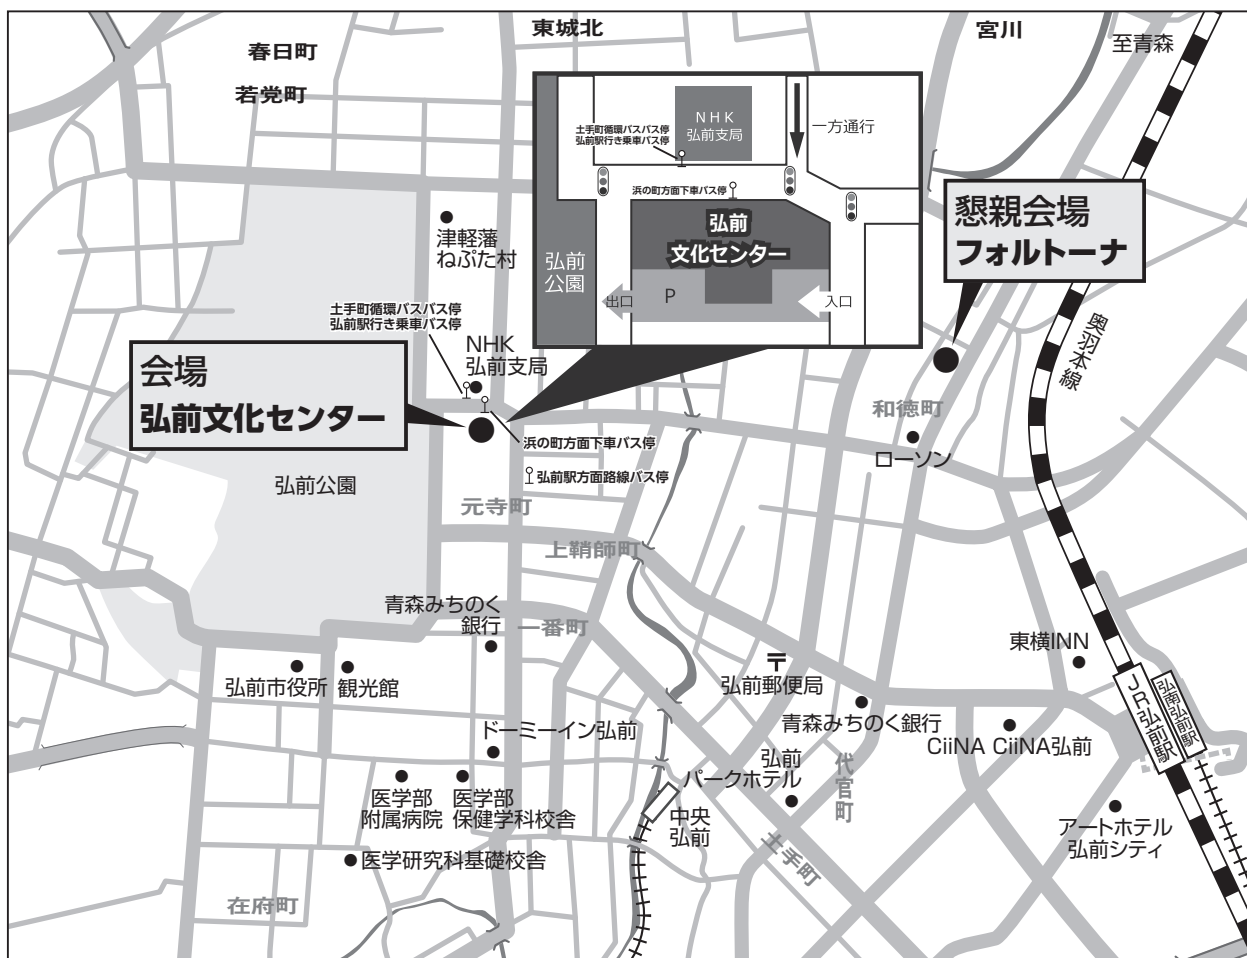 東城北
宮川
至青森
春日町
若党町
土手町循環バスバス停
弘前駅行き乗車バス停
NHK
弘前支局
一方通行
浜の町方面下車バス停
弘前
文化センター
弘前
公園
出口
P
入口
懇親会場
フォルトーナ
津軽藩
ねぷた村
土手町循環バスバス停
弘前駅行き乗車バス停
NHK
弘前支局
会場
弘前文化センター
奥羽本線
和徳町
浜の町方面下車バス停
ローソン
弘前駅方面路線バス停
弘前公園
元寺町
上鞘師町
青森みちのく
銀行
一番町
東横INN
〒
弘前郵便局
弘前市役所
観光館
JR弘前駅
弘南弘前駅
青森みちのく銀行
ドーミーイン弘前
CiiNA CiiNA弘前
弘前
パークホテル
代官町
医学部
附属病院
医学部
保健学科校舎
中央
弘前
アートホテル
弘前シティ
土手町
医学研究科基礎校舎
在府町